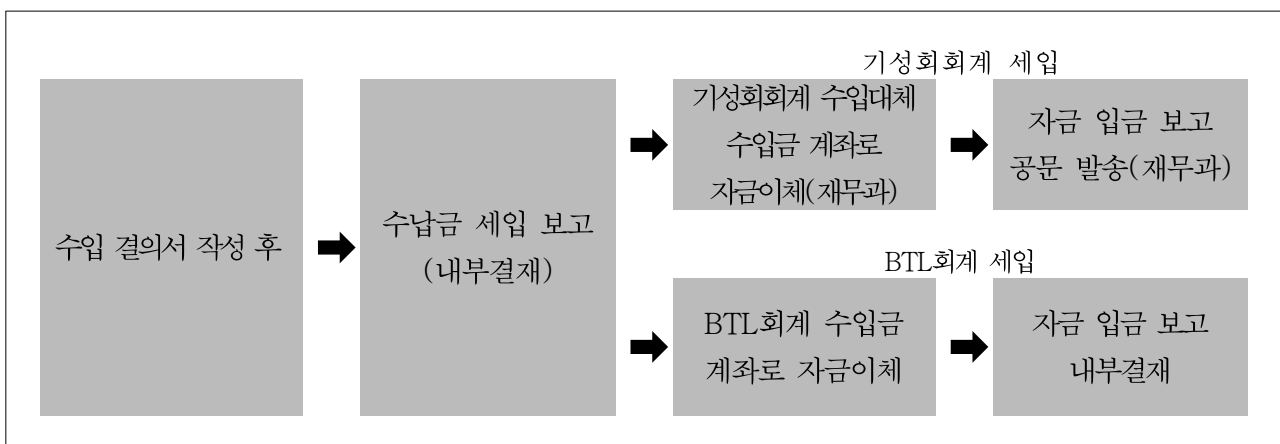 수입 결의서 작성 후
수납금 세입 보고
(내부결재)
기성회회계 세입
기성회회계 수입대체
수입금 계좌로
자금이체(재무과)
자금 입금 보고
공문 발송(재무과)
BTL회계 세입
BTL회계 수입금
계좌로 자금이체
자금 입금 보고
내부결재